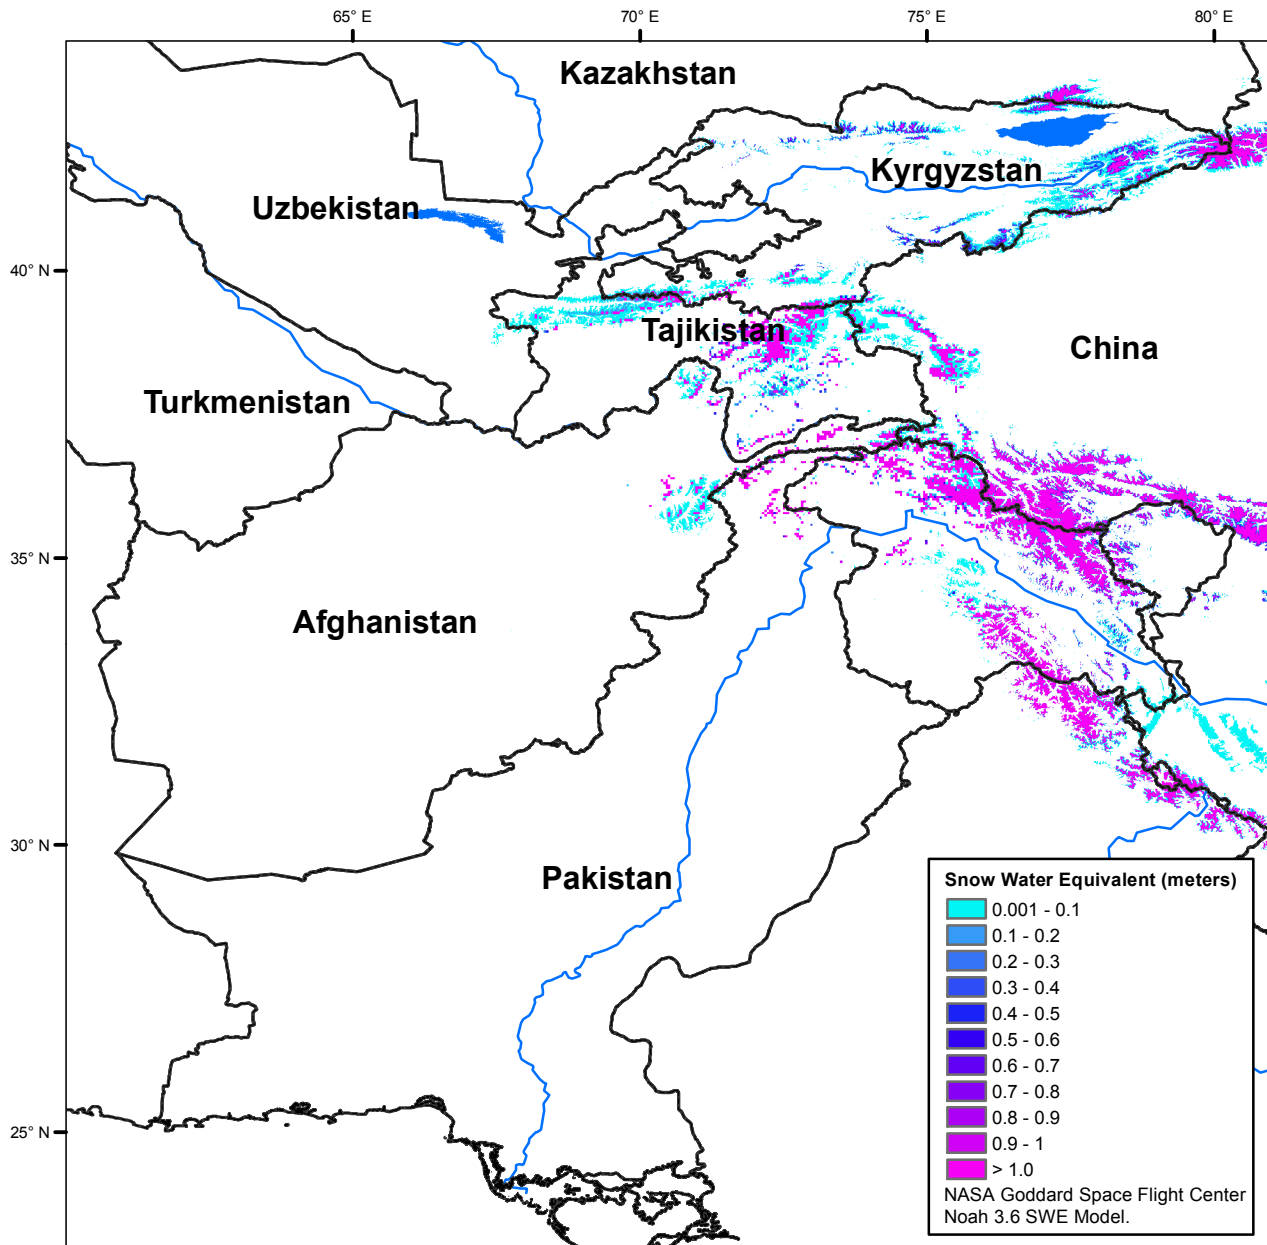 65° E
70° E
75° E
80° E
Kazakhstan
Kyrgyzstan
Uzbekistan
40° N
Tajikistan
China
Turkmenistan
35° N
Afghanistan
30° N
Pakistan
25° N
Snow Water Equivalent (meters)
0.001 - 0.1
0.1 - 0.2
0.2 - 0.3
0.3 - 0.4
0.4 - 0.5
0.5 - 0.6
0.6 - 0.7
0.7 - 0.8
0.8 - 0.9
0.9 - 1
> 1.0
NASA Goddard Space Flight Center
Noah 3.6 SWE Model.